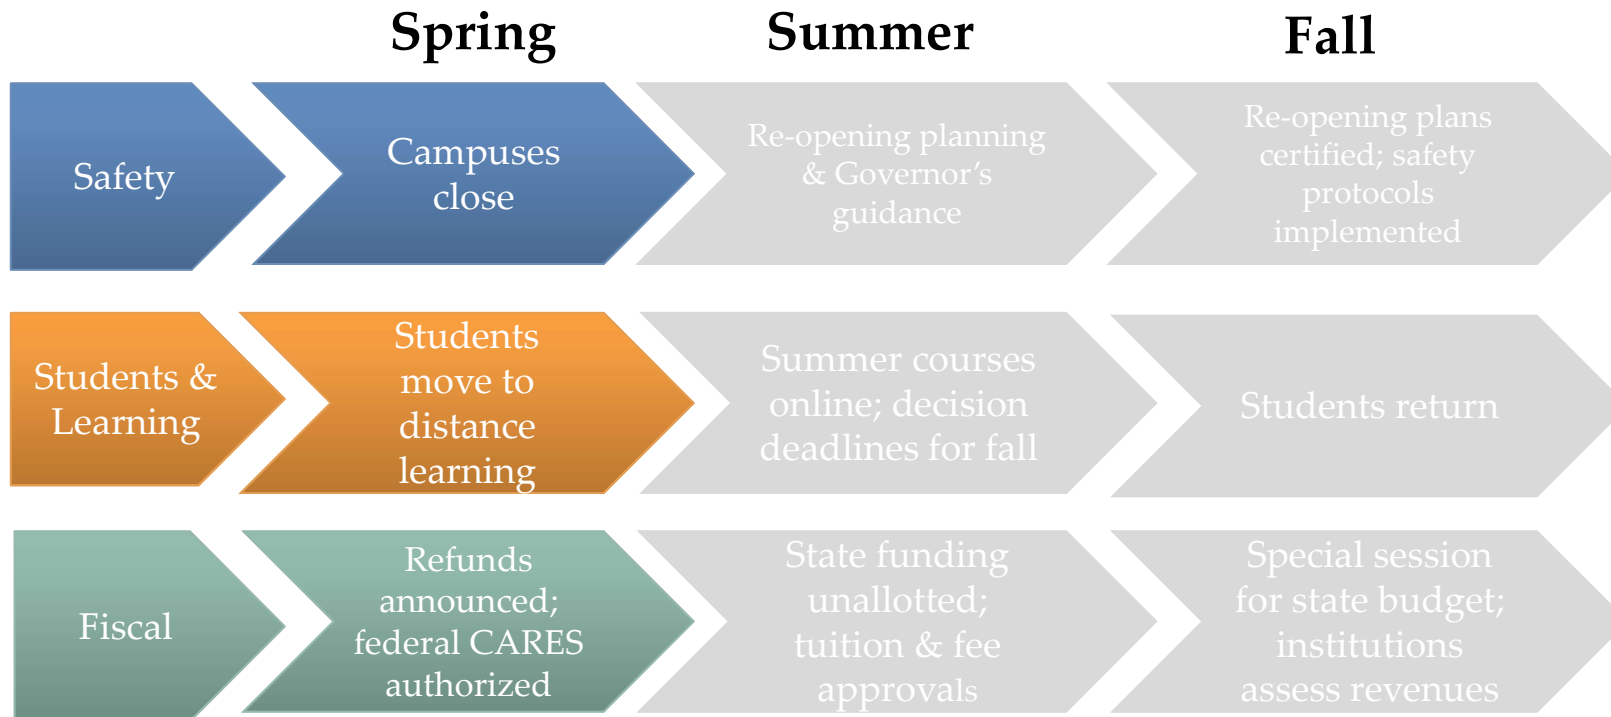 Spring
Summer
Fall
Safety
Campuses
close
Re-opening planning
& Governor’s
guidance
Re-opening plans
certified; safety
protocols
implemented
Students &
Learning
Students
move to
distance
learning
Summer courses
online; decision
deadlines for fall
Students return
Fiscal
Refunds
announced;
federal CARES
authorized
State funding
unallotted;
tuition & fee
approvals
Special session
for state budget;
institutions
assess revenues